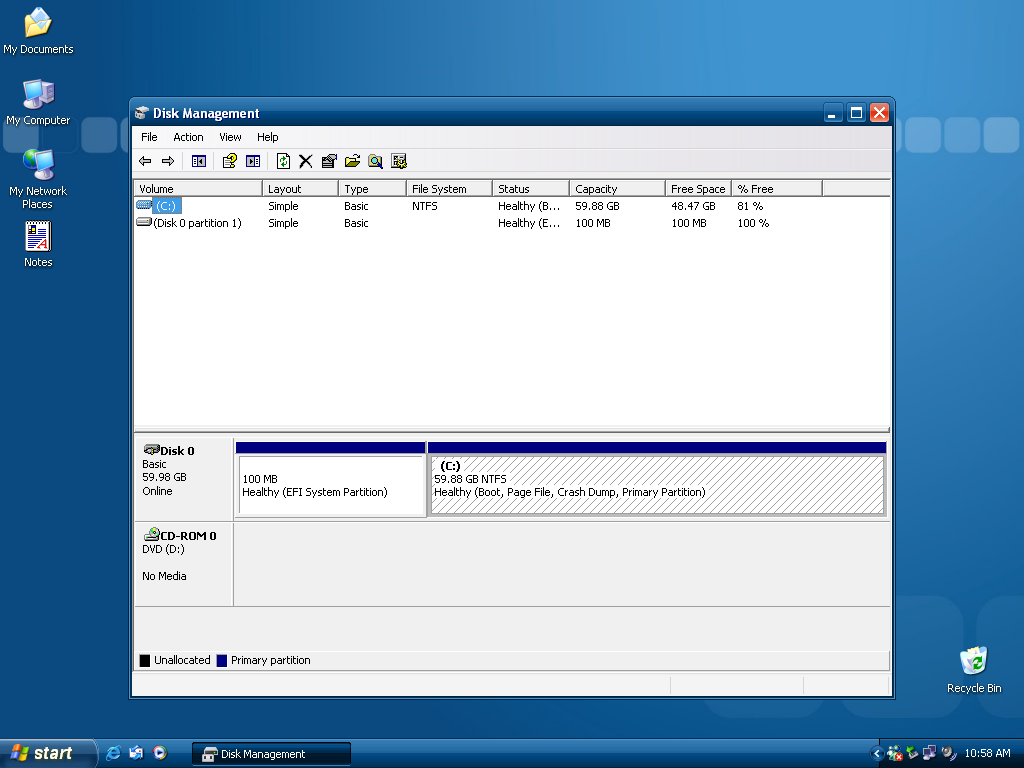 My Documents
My Computer
My Network
Places
Notes
Disk Management
File Action View Help
Volume Layout Type File System Status Capacity Free Space % Free
(C:) Simple Basic NTFS Healthy (B... 59.88 GB 48.47 GB 81 %
(Disk 0 partition 1) Simple Basic Healthy (E... 100 MB 100 MB 100 %
Disk 0
Basic
59.98 GB
Online
100 MB
Healthy (EFI System Partition)
(C:)
59.88 GB NTFS
Healthy (Boot, Page File, Crash Dump, Primary Partition)
CD-ROM 0
DVD (D:)
No Media
Unallocated Primary partition
Recycle Bin
start Disk Management 10:58 AM